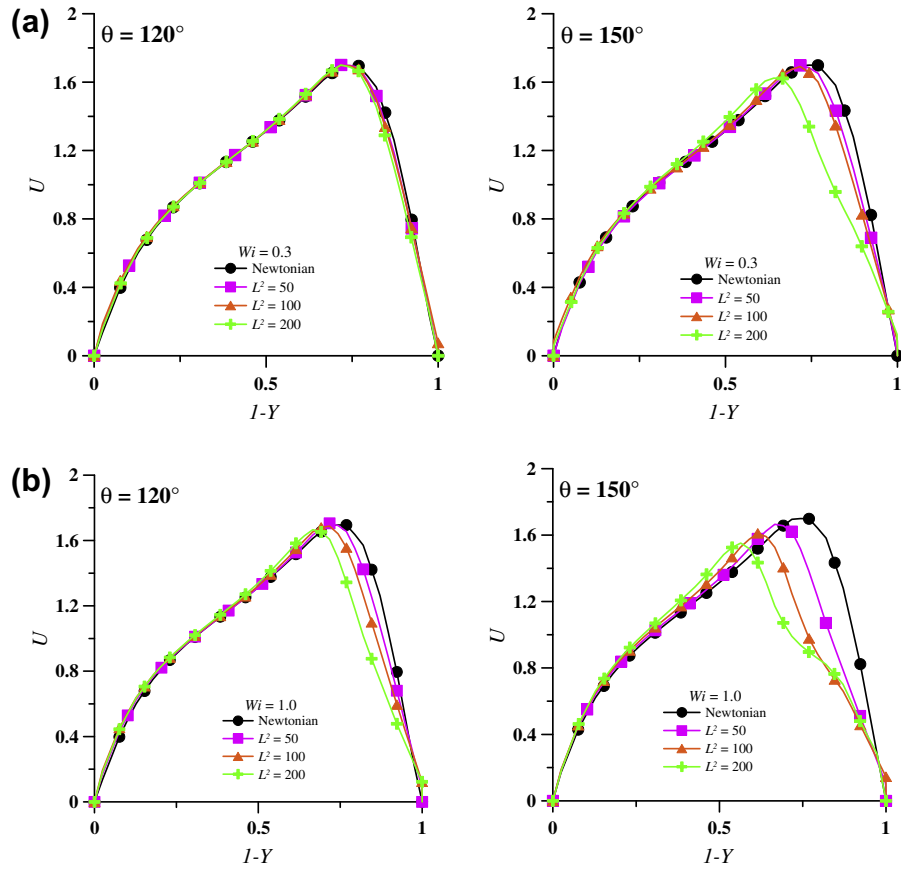 (a)
θ = 120°
2
1.6
1.2
0.8
0.4
0
U
Wi = 0.3
Newtonian
L² = 50
L² = 100
L² = 200
0
0.5
1
1-Y
θ = 150°
2
1.6
1.2
0.8
0.4
0
U
Wi = 0.3
Newtonian
L² = 50
L² = 100
L² = 200
0
0.5
1
1-Y
(b)
θ = 120°
2
1.6
1.2
0.8
0.4
0
U
Wi = 1.0
Newtonian
L² = 50
L² = 100
L² = 200
0
0.5
1
1-Y
θ = 150°
2
1.6
1.2
0.8
0.4
0
U
Wi = 1.0
Newtonian
L² = 50
L² = 100
L² = 200
0
0.5
1
1-Y